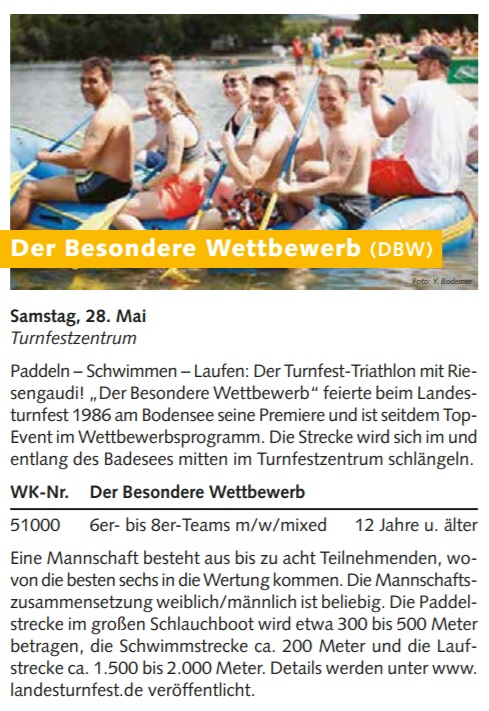 Der Besondere Wettbewerb (DBW)
Foto: Y. Bodemer
Samstag, 28. Mai
Turnfestzentrum
Paddeln – Schwimmen – Laufen: Der Turnfest-Triathlon mit Rie-
sengaudi! „Der Besondere Wettbewerb“ feierte beim Landes-
turnfest 1986 am Bodensee seine Premiere und ist seitdem Top-
Event im Wettbewerbsprogramm. Die Strecke wird sich im und
entlang des Badesees mitten im Turnfestzentrum schlängeln.
WK-Nr. Der Besondere Wettbewerb
51000 6er- bis 8er-Teams m/w/mixed 12 Jahre u. älter
Eine Mannschaft besteht aus bis zu acht Teilnehmenden, wo-
von die besten sechs in die Wertung kommen. Die Mannschafts-
zusammensetzung weiblich/männlich ist beliebig. Die Paddel-
strecke im großen Schlauchboot wird etwa 300 bis 500 Meter
betragen, die Schwimmstrecke ca. 200 Meter und die Lauf-
strecke ca. 1.500 bis 2.000 Meter. Details werden unter www.
landesturnfest.de veröffentlicht.